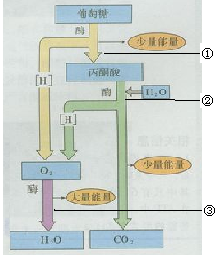 葡萄糖
酶
少量能量
①
[H]
丙酮酸
酶
H₂O
②
[H]
少量能量
O₂
酶
大量能量
③
H₂O
CO₂